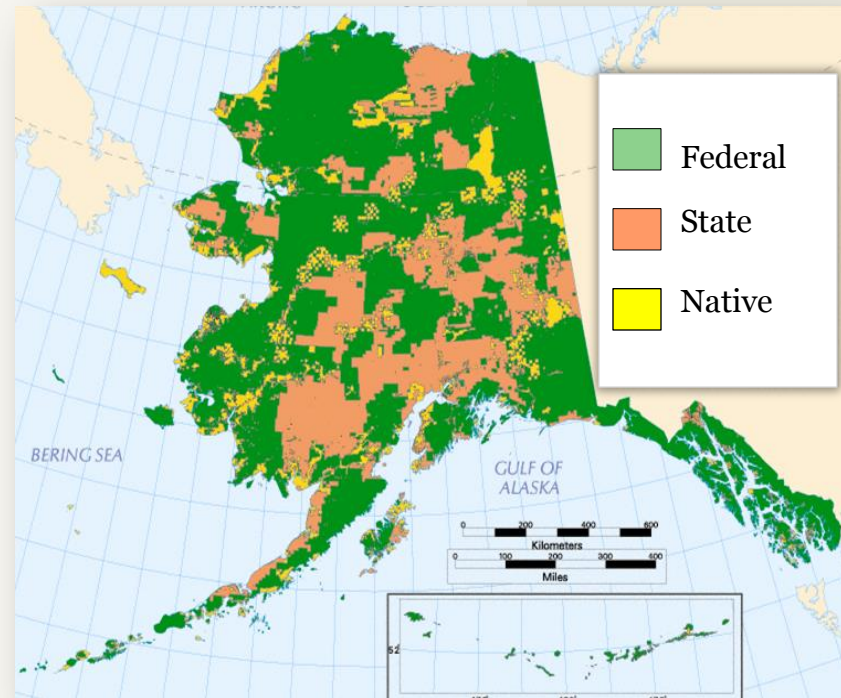 Federal
State
Native
BERING SEA
GULF OF
ALASKA
0 200 400 600
Kilometers
0 100 200 300 400
Miles
52